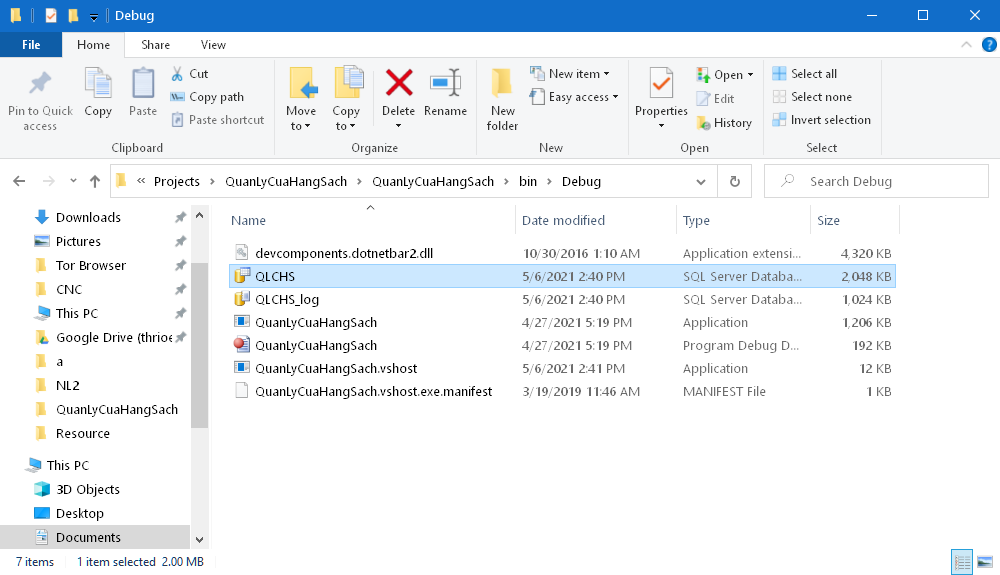 Debug
File Home Share View
Pin to Quick access
Copy
Paste
Cut
Copy path
Paste shortcut
Clipboard
Move to
Copy to
Delete
Rename
Organize
New folder
New item
Easy access
New
Properties
Open
Edit
History
Open
Select all
Select none
Invert selection
Select
« Projects > QuanLyCuaHangSach > QuanLyCuaHangSach > bin > Debug
Search Debug
Downloads
Pictures
Tor Browser
CNC
This PC
Google Drive (thrioe
a
NL2
QuanLyCuaHangSach
Resource
This PC
3D Objects
Desktop
Documents
Name Date modified Type Size
devcomponents.dotnetbar2.dll 10/30/2016 1:10 AM Application extensi... 4,320 KB
QLCHS 5/6/2021 2:40 PM SQL Server Databa... 2,048 KB
QLCHS_log 5/6/2021 2:40 PM SQL Server Databa... 1,024 KB
QuanLyCuaHangSach 4/27/2021 5:19 PM Application 1,206 KB
QuanLyCuaHangSach 4/27/2021 5:19 PM Program Debug D... 192 KB
QuanLyCuaHangSach.vshost 5/6/2021 2:41 PM Application 12 KB
QuanLyCuaHangSach.vshost.exe.manifest 3/19/2019 11:46 AM MANIFEST File 1 KB
7 items 1 item selected 2.00 MB